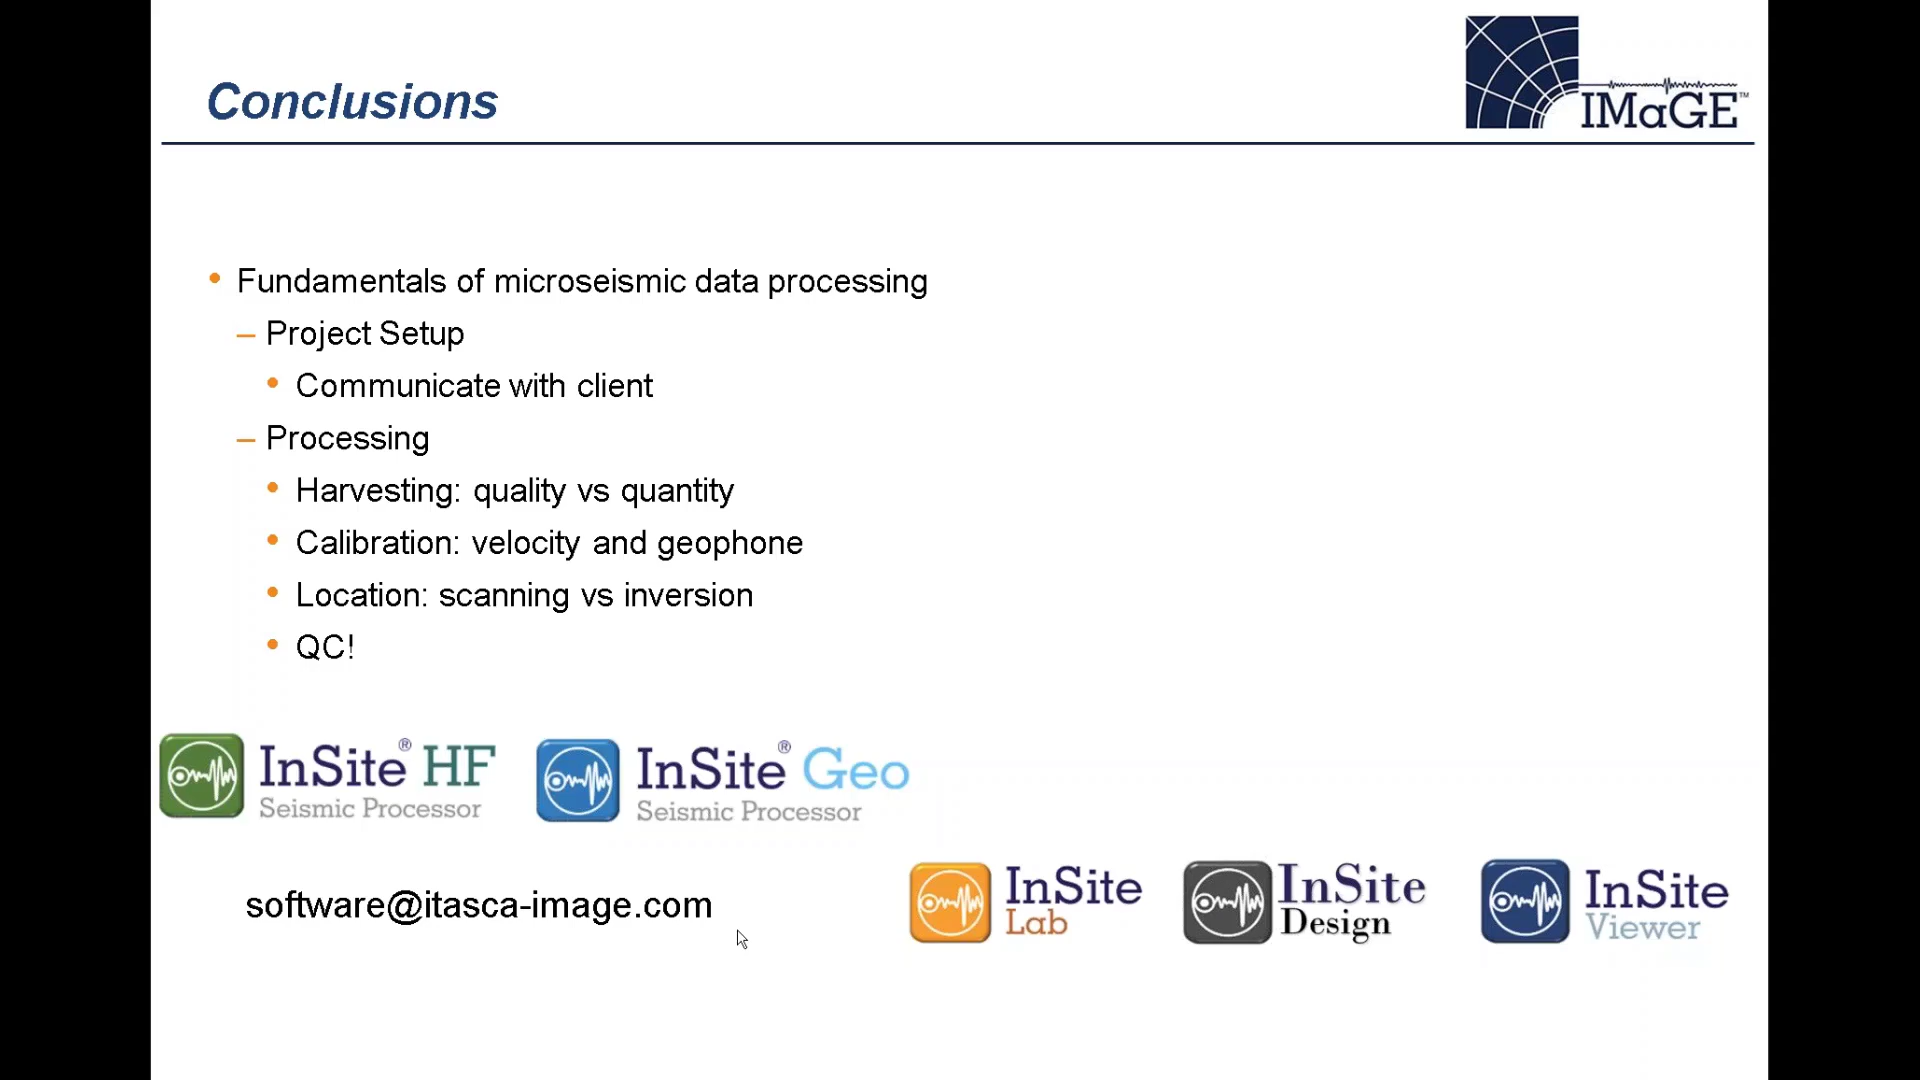 Conclusions
IMaGE™
• Fundamentals of microseismic data processing
– Project Setup
• Communicate with client
– Processing
• Harvesting: quality vs quantity
• Calibration: velocity and geophone
• Location: scanning vs inversion
• QC!
InSite® HF
Seismic Processor
InSite® Geo
Seismic Processor
software@itasca-image.com
InSite
Lab
InSite
Design
InSite
Viewer